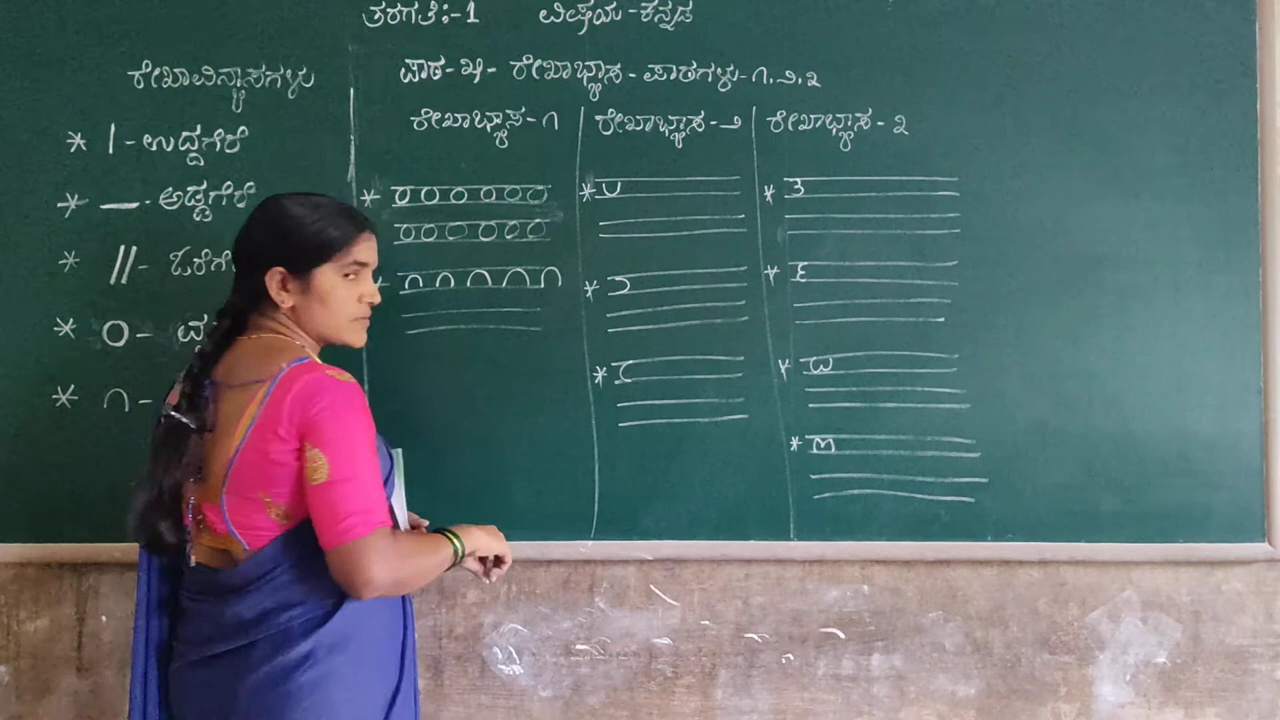 ತರಗತಿ:-1 ವಿಷಯ-ಕನ್ನಡ
ಪಾಠ-೫- ರೇಖಾಭ್ಯಾಸ-ಪಾಠಗಳು-೧,೨,೩
ರೇಖಾವಿನ್ಯಾಸಗಳು
* | - ಉದ್ದಗೆರೆ
* — - ಅಡ್ಡಗೆರೆ
* // - ಓರೆಗೆ
* O -
* ∩ -
ರೇಖಾಭ್ಯಾಸ-೧
* O O O O O O
O O O O O O
∩ ∩ ∩ ∩ ∩
ರೇಖಾಭ್ಯಾಸ-೨
* U
* ⊃
* ⊂
ರೇಖಾಭ್ಯಾಸ-೩
* 3
* ε
* ω
* m